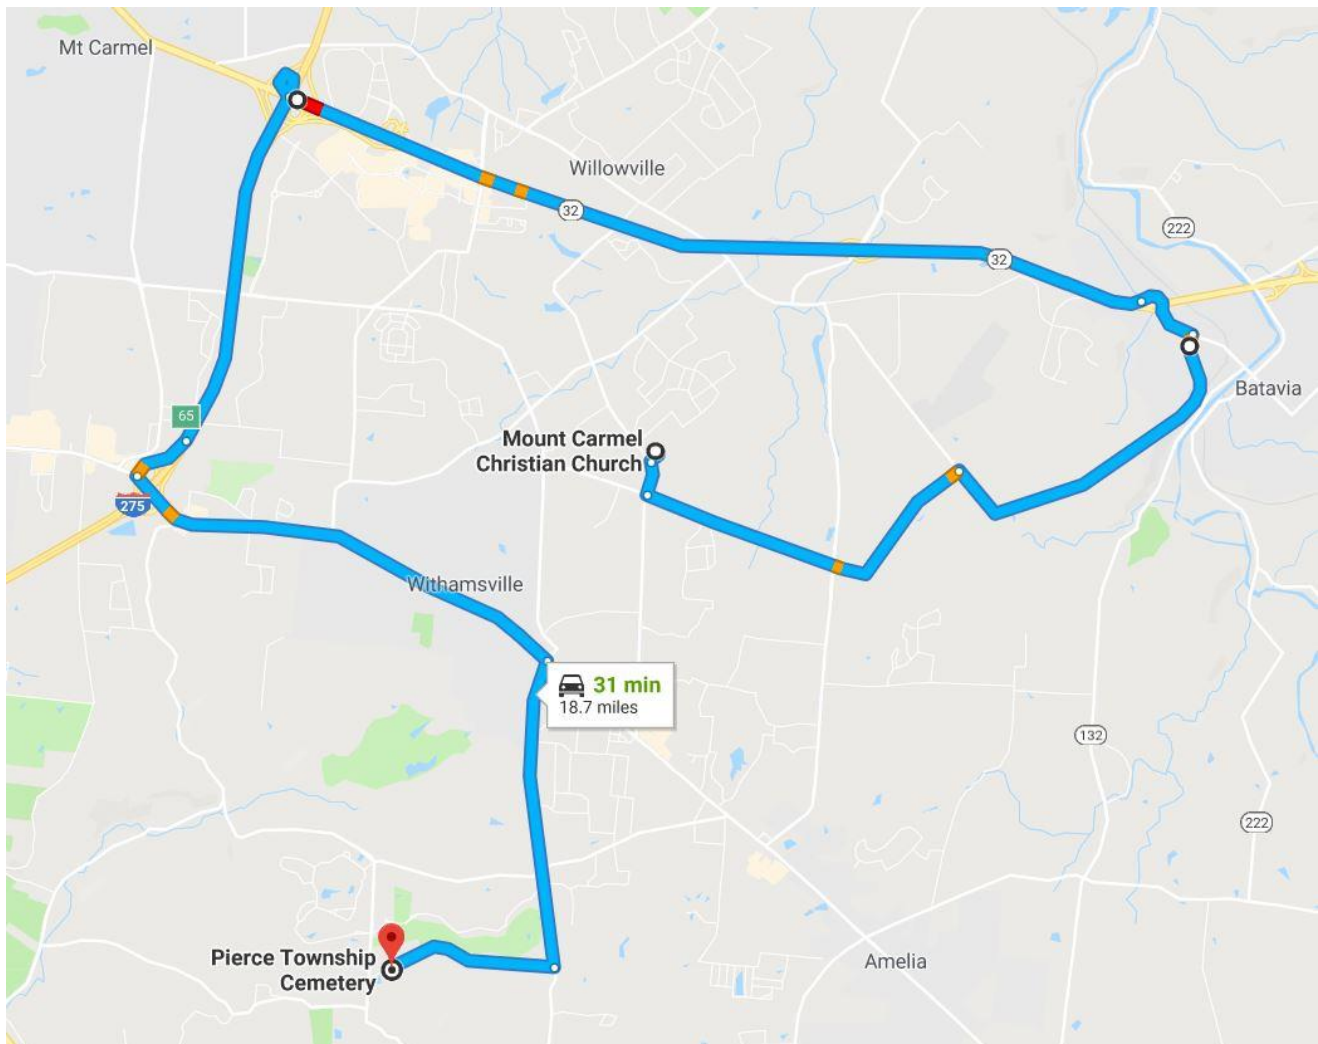 Mt Carmel
Willowville
32
222
32
Batavia
65
Mount Carmel
Christian Church
275
Withamsville
31 min
18.7 miles
132
222
Pierce Township
Cemetery
Amelia